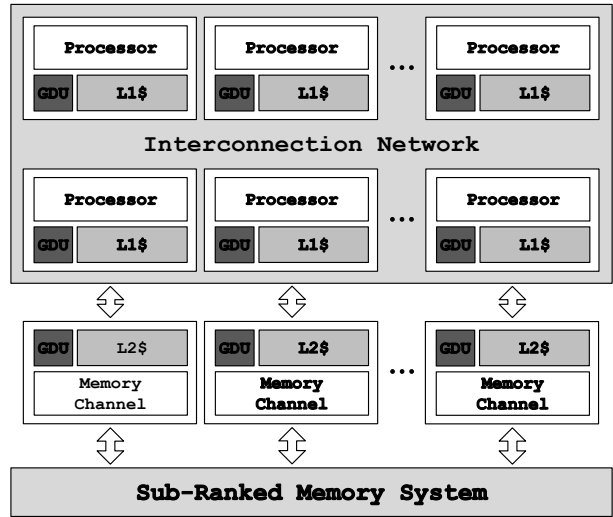 Processor Processor Processor
GDU L1$ GDU L1$ ... GDU L1$
Interconnection Network
Processor Processor Processor
GDU L1$ GDU L1$ ... GDU L1$
GDU L2$ GDU L2$ ... GDU L2$
Memory Memory Memory
Channel Channel Channel
Sub-Ranked Memory System